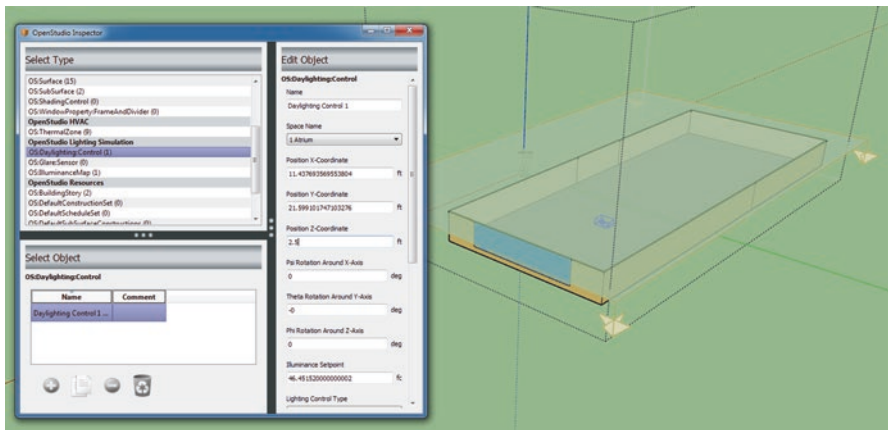 OpenStudio Inspector
Select Type
OS:Surface (15)
OS:SubSurface (2)
OS:ShadingControl (0)
OS:WindowProperty:FrameAndDivider (0)
OpenStudio HVAC
OS:ThermalZone (9)
OpenStudio Lighting Simulation
OS:Daylighting:Control (1)
OS:Glare:Sensor (0)
OS:IlluminanceMap (1)
OpenStudio Resources
OS:BuildingStory (2)
OS:DefaultConstructionSet (0)
OS:DefaultScheduleSet (0)
OS:DefaultSubSurfaceConstructions (0)
Select Object
OS:Daylighting:Control
Name Comment
Daylighting Control 1 ...
Edit Object
OS:Daylighting:Control
Name
Daylighting Control 1
Space Name
1 Atrium
Position X-Coordinate
11.437693569553804 ft
Position Y-Coordinate
21.599101747103276 ft
Position Z-Coordinate
2.5 ft
Psi Rotation Around X-Axis
0 deg
Theta Rotation Around Y-Axis
-0 deg
Phi Rotation Around Z-Axis
0 deg
Illuminance Setpoint
46.451520000000002 fc
Lighting Control Type